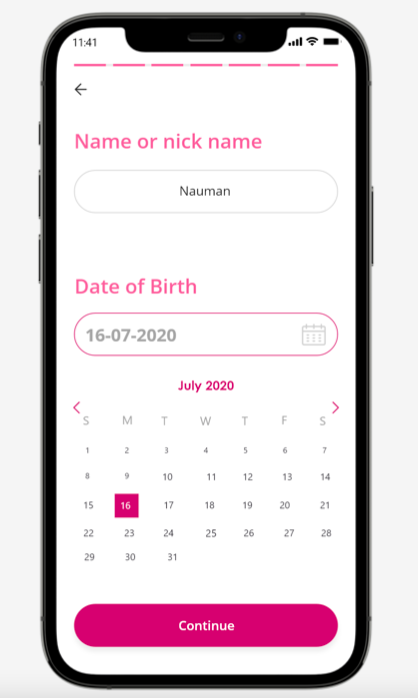 11:41
Name or nick name
Nauman
Date of Birth
16-07-2020
July 2020
S M T W T F S
1 2 3 4 5 6 7
8 9 10 11 12 13 14
15 16 17 18 19 20 21
22 23 24 25 26 27 28
29 30 31
Continue